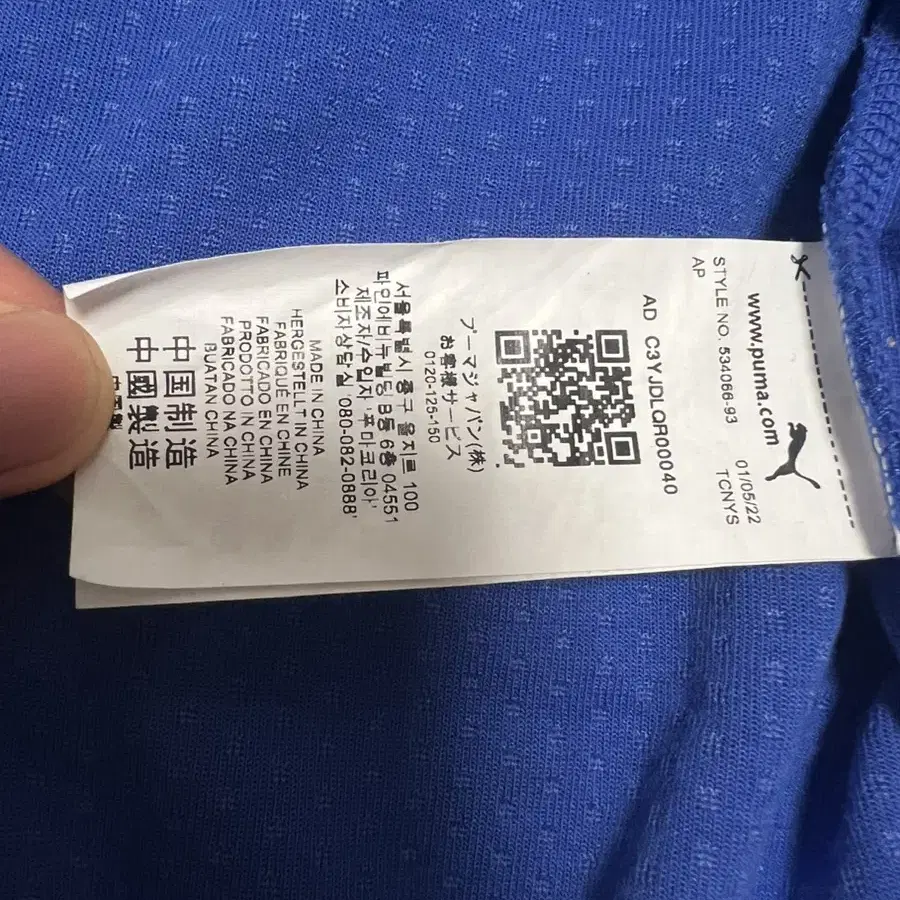 www.puma.com
01/05/22
STYLE NO. 534066-93
TCNYS
AP
AD C3YJDLQR00040
プーマジャパン(株)
お客様サービス
0120-125-150
서울특별시 중구 을지로 100
파인에비뉴빌딩 B동 6층 04551
제조자/수입자 '푸마코리아'
소비자상담실 '080-082-0888'
MADE IN CHINA
HERGESTELLT IN CHINA
FABRIQUÉ EN CHINE
FABRICADO EN CHINA
PRODOTTO IN CHINA
FABRICADO NA CHINA
BUATAN CHINA
中国制造
中國製造